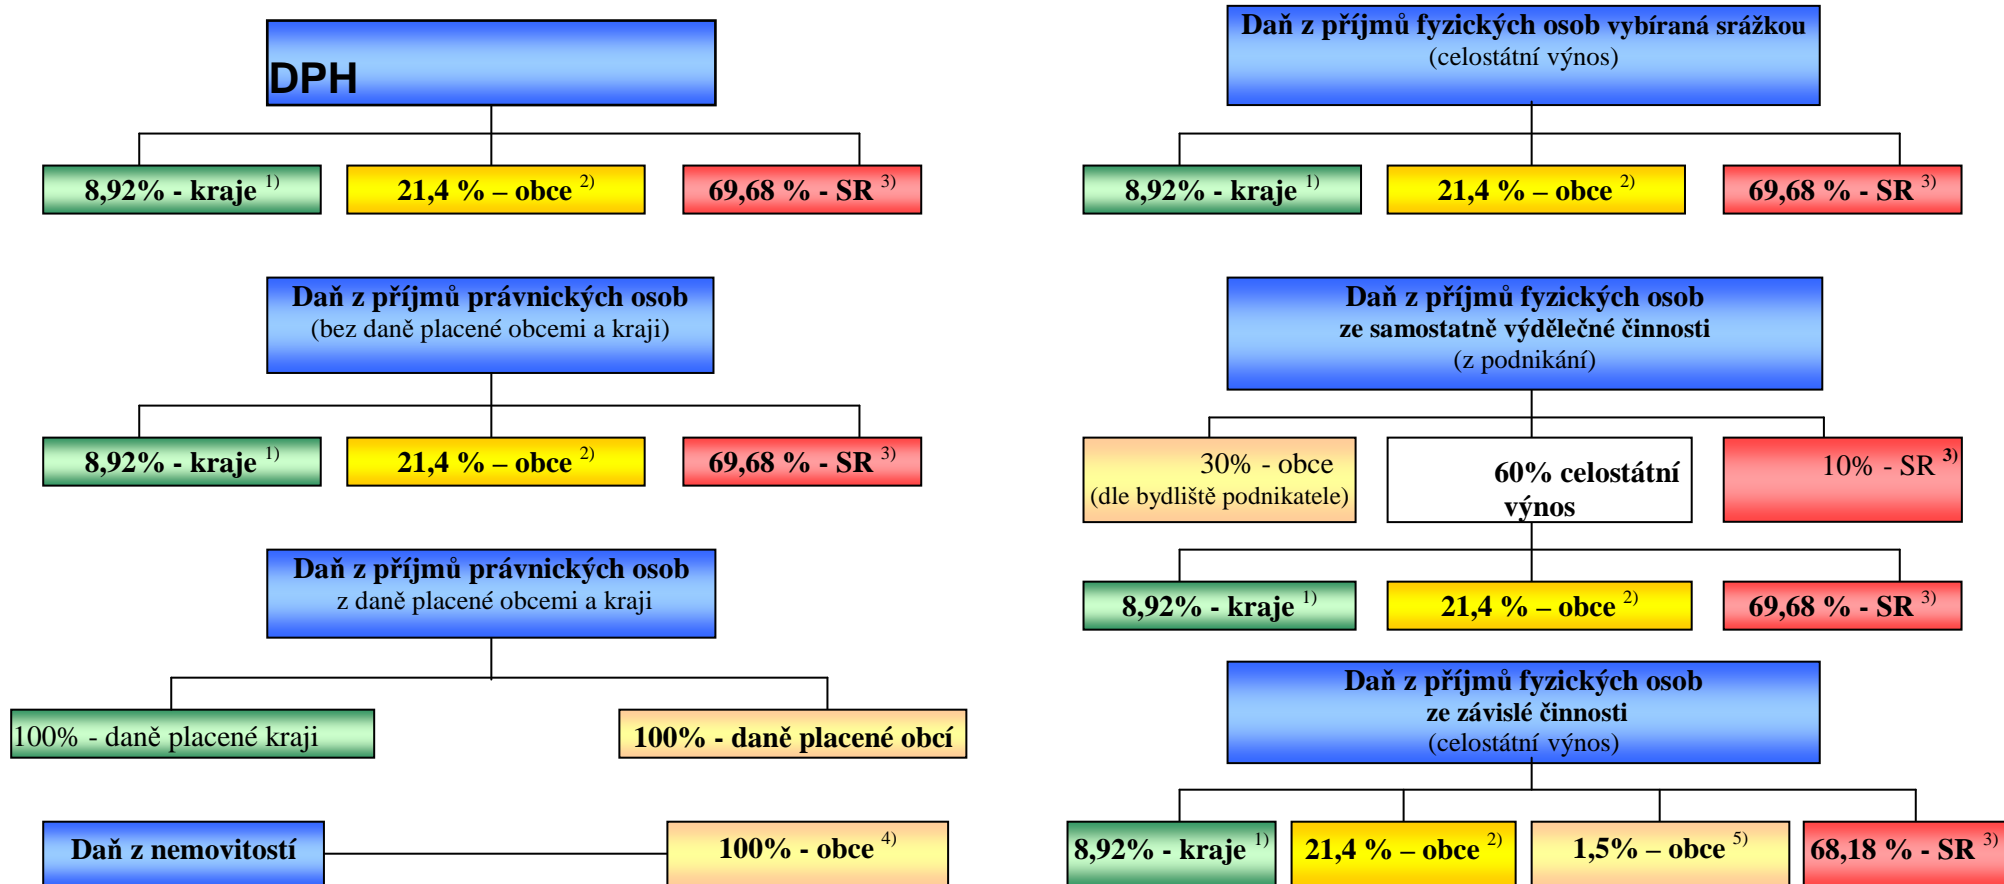 DPH
8,92% - kraje 1)
21,4 % – obce 2)
69,68 % - SR 3)
Daň z příjmů právnických osob
(bez daně placené obcemi a kraji)
8,92% - kraje 1)
21,4 % – obce 2)
69,68 % - SR 3)
Daň z příjmů právnických osob
z daně placené obcemi a kraji
100% - daně placené kraji
100% - daně placené obcí
Daň z nemovitostí
100% - obce 4)
Daň z příjmů fyzických osob vybíraná srážkou
(celostátní výnos)
8,92% - kraje 1)
21,4 % – obce 2)
69,68 % - SR 3)
Daň z příjmů fyzických osob
ze samostatně výdělečné činnosti
(z podnikání)
30% - obce
(dle bydliště podnikatele)
60% celostátní
výnos
10% - SR 3)
8,92% - kraje 1)
21,4 % – obce 2)
69,68 % - SR 3)
Daň z příjmů fyzických osob
ze závislé činnosti
(celostátní výnos)
8,92% - kraje 1)
21,4 % – obce 2)
1,5% – obce 5)
68,18 % - SR 3)